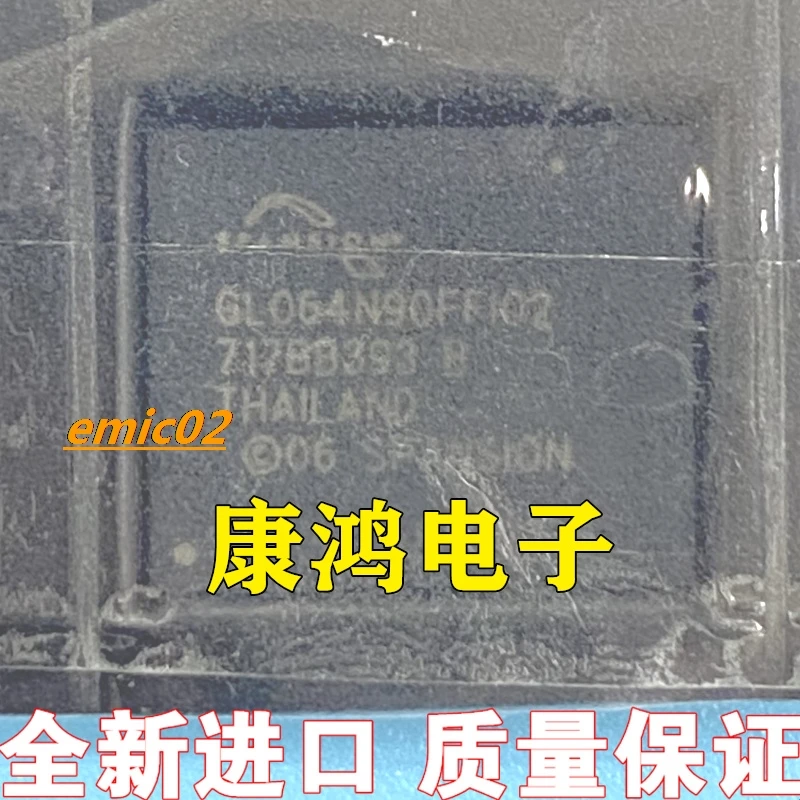 GL064N90FFI02
717BB393 B
THAILAND
emic02
©06 SPANSION
康鸿电子
全新进口 质量保证